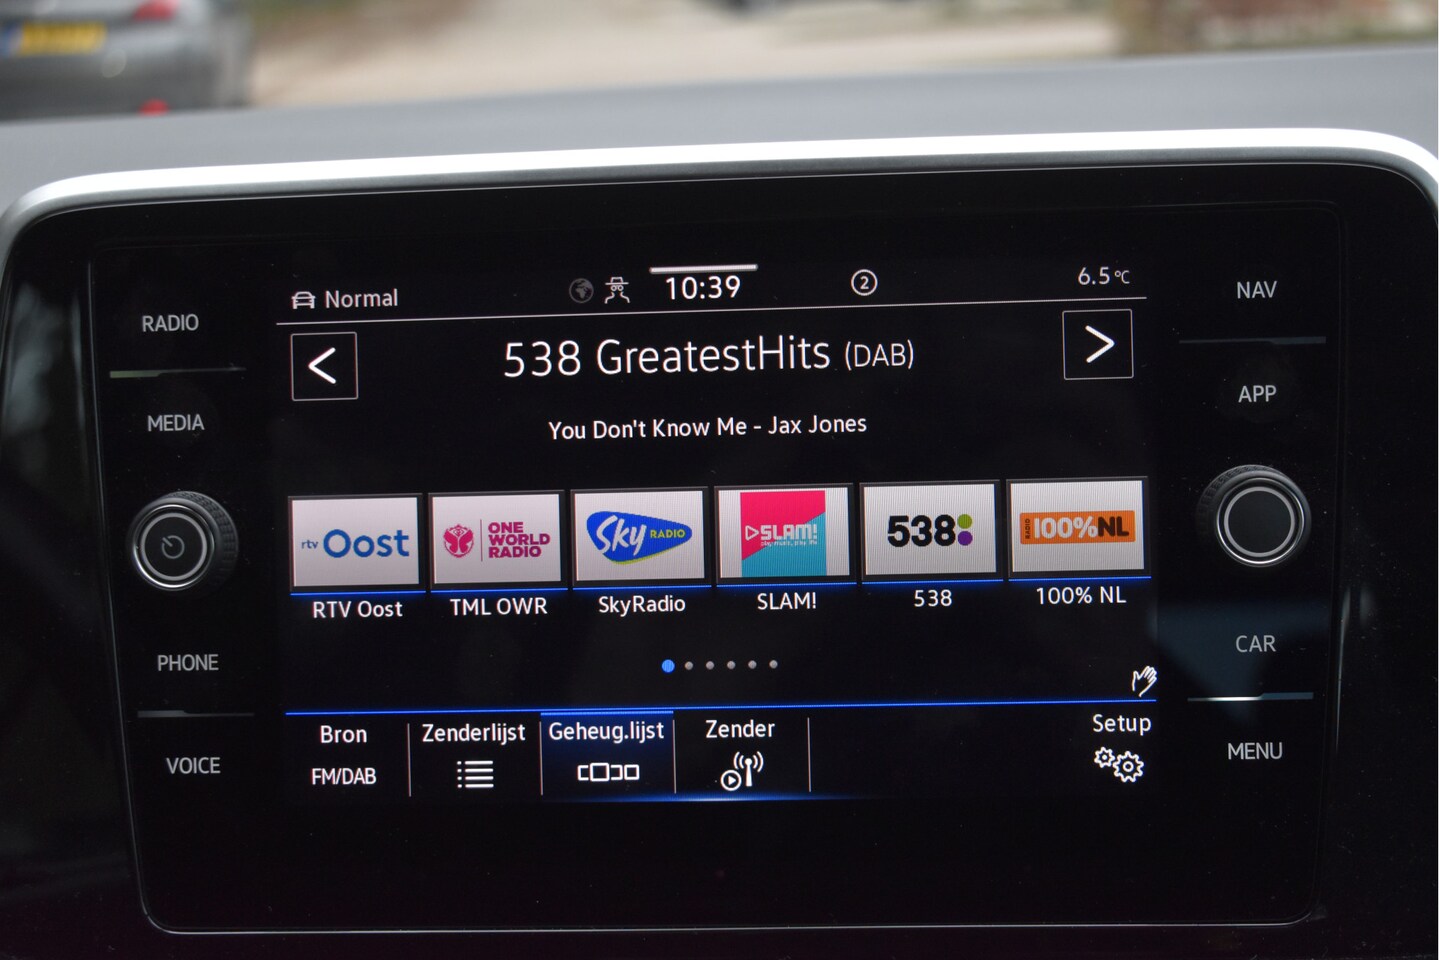 Normal
10:39
2
6.5°C
RADIO
NAV
538 GreatestHits (DAB)
MEDIA
APP
You Don't Know Me - Jax Jones
rtv Oost
ONE
WORLD
RADIO
Sky RADIO
SLAM!
538
RADIO 100%NL
RTV Oost
TML OWR
SkyRadio
SLAM!
538
100% NL
PHONE
CAR
Bron
FM/DAB
Zenderlijst
Geheug.lijst
Zender
Setup
VOICE
MENU